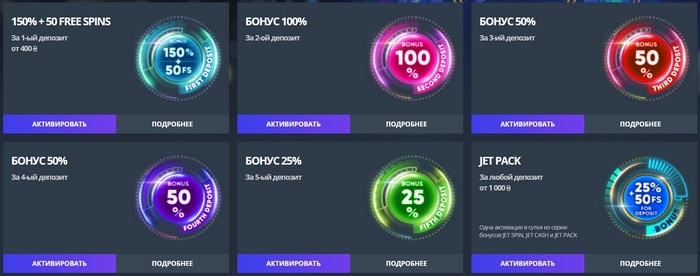 150% + 50 FREE SPINS
За 1-ый депозит
от 400 ₴
BONUS
150%
+
50FS
FIRST DEPOSIT
АКТИВИРОВАТЬ
ПОДРОБНЕЕ
БОНУС 100%
За 2-ой депозит
BONUS
100
%
SECOND DEPOSIT
АКТИВИРОВАТЬ
ПОДРОБНЕЕ
БОНУС 50%
За 3-ий депозит
BONUS
50
%
THIRD DEPOSIT
АКТИВИРОВАТЬ
ПОДРОБНЕЕ
БОНУС 50%
За 4-ый депозит
BONUS
50
%
FOURTH DEPOSIT
АКТИВИРОВАТЬ
ПОДРОБНЕЕ
БОНУС 25%
За 5-ый депозит
BONUS
25
%
FIFTH DEPOSIT
АКТИВИРОВАТЬ
ПОДРОБНЕЕ
JET PACK
За любой депозит
от 1 000 ₴
+25%
50FS
FOR
DEPOSIT
BONUS
Одна активация в сутки из серии
бонусов JET SPIN, JET CASH и JET PACK
АКТИВИРОВАТЬ
ПОДРОБНЕЕ